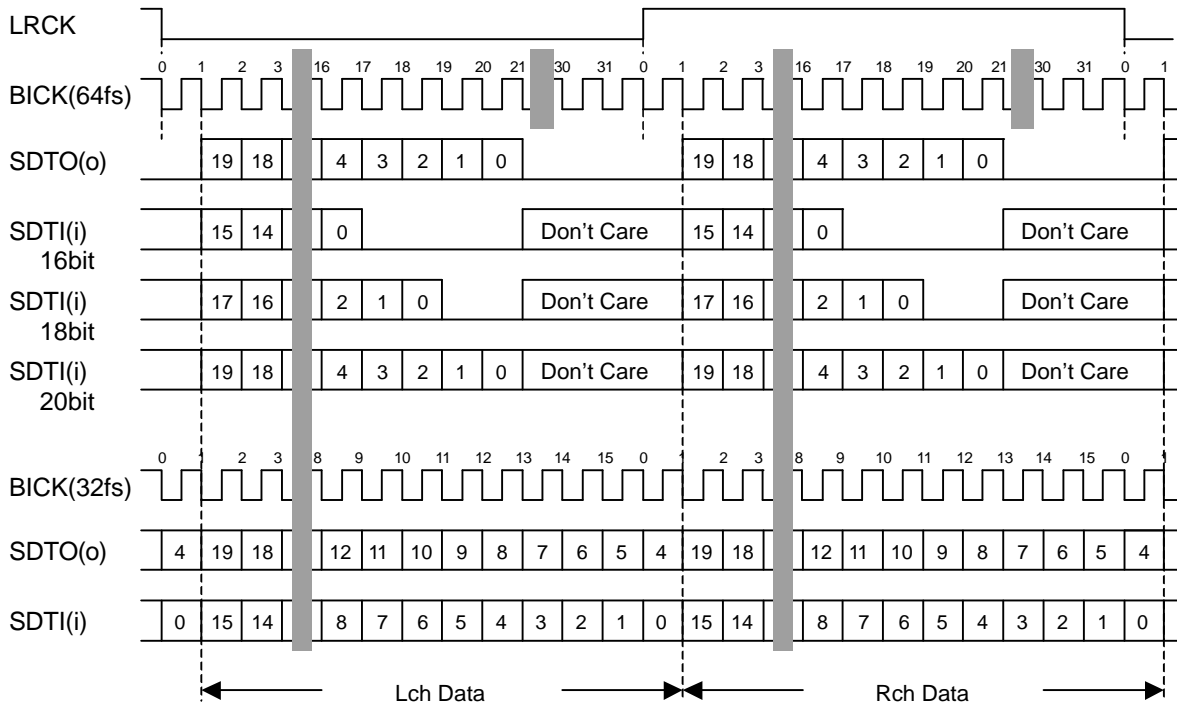 LRCK
0 1 2 3 16 17 18 19 20 21 30 31 0 1 2 3 16 17 18 19 20 21 30 31 0 1
BICK(64fs)
SDTO(o) 19 18 4 3 2 1 0 19 18 4 3 2 1 0
SDTI(i) 15 14 0 Don't Care 15 14 0 Don't Care
16bit
SDTI(i) 17 16 2 1 0 Don't Care 17 16 2 1 0 Don't Care
18bit
SDTI(i) 19 18 4 3 2 1 0 Don't Care 19 18 4 3 2 1 0 Don't Care
20bit
0 1 2 3 8 9 10 11 12 13 14 15 0 1 2 3 8 9 10 11 12 13 14 15 0 1
BICK(32fs)
SDTO(o) 4 19 18 12 11 10 9 8 7 6 5 4 19 18 12 11 10 9 8 7 6 5 4
SDTI(i) 0 15 14 8 7 6 5 4 3 2 1 0 15 14 8 7 6 5 4 3 2 1 0
Lch Data Rch Data